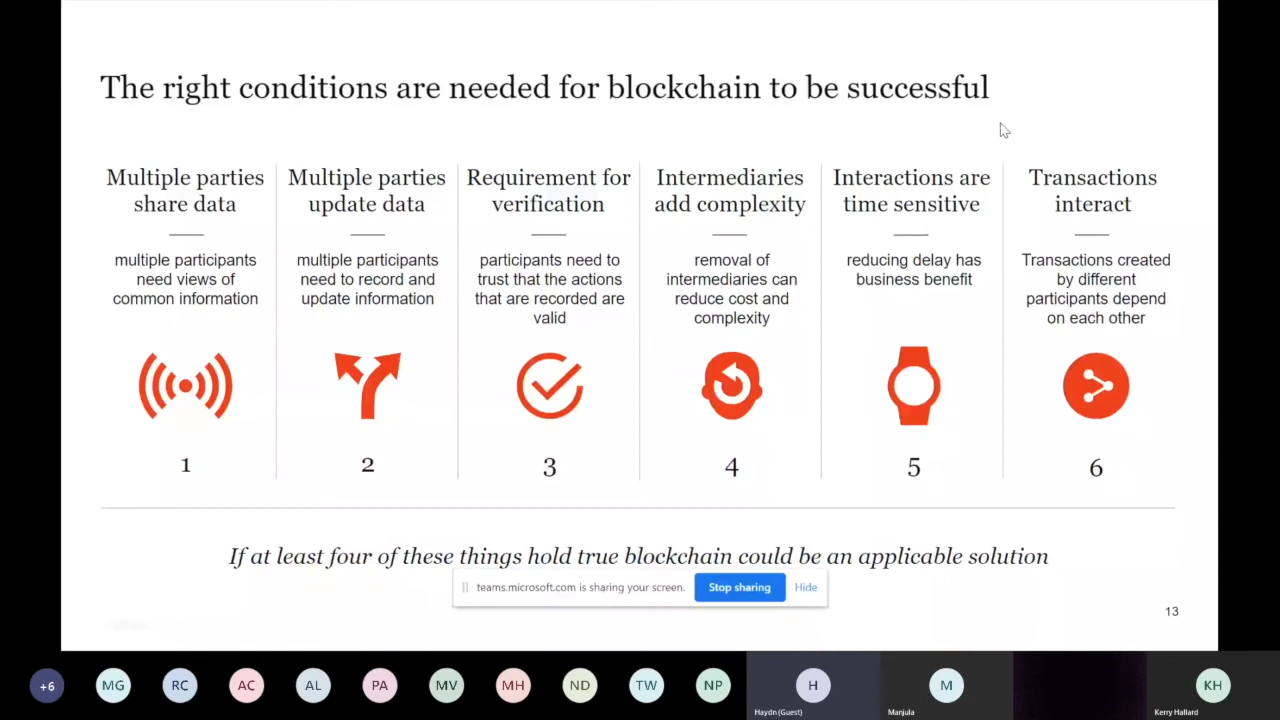 The right conditions are needed for blockchain to be successful
Multiple parties
share data
multiple participants
need views of
common information
1
Multiple parties
update data
multiple participants
need to record and
update information
2
Requirement for
verification
participants need to
trust that the actions
that are recorded are
valid
3
Intermediaries
add complexity
removal of
intermediaries can
reduce cost and
complexity
4
Interactions are
time sensitive
reducing delay has
business benefit
5
Transactions
interact
Transactions created
by different
participants depend
on each other
6
If at least four of these things hold true blockchain could be an applicable solution
teams.microsoft.com is sharing your screen. Stop sharing Hide
13
+6 MG RC AC AL PA MV MH ND TW NP H M KH
Haydn (Guest) Manjula Kerry Hallard